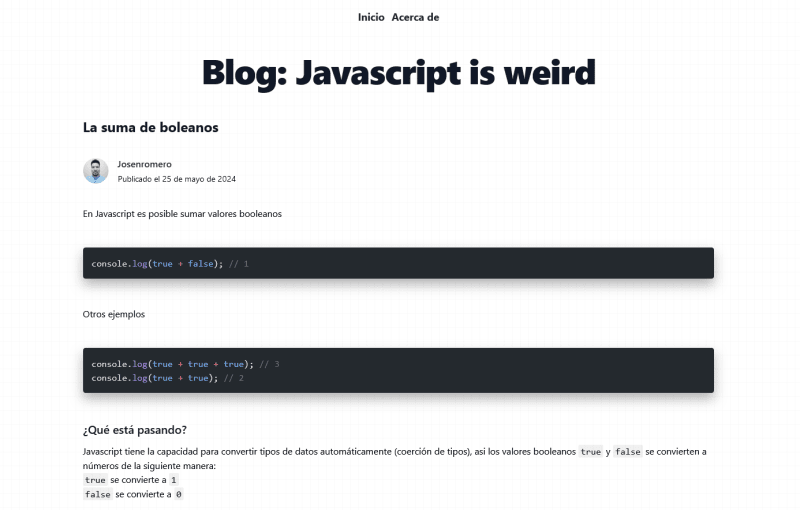 Inicio Acerca de
Blog: Javascript is weird
La suma de boleanos
Josenromero
Publicado el 25 de mayo de 2024
En Javascript es posible sumar valores booleanos
console.log(true + false); // 1
Otros ejemplos
console.log(true + true + true); // 3
console.log(true + true); // 2
¿Qué está pasando?
Javascript tiene la capacidad para convertir tipos de datos automáticamente (coerción de tipos), asi los valores booleanos true y false se convierten a
números de la siguiente manera:
true se convierte a 1
false se convierte a 0